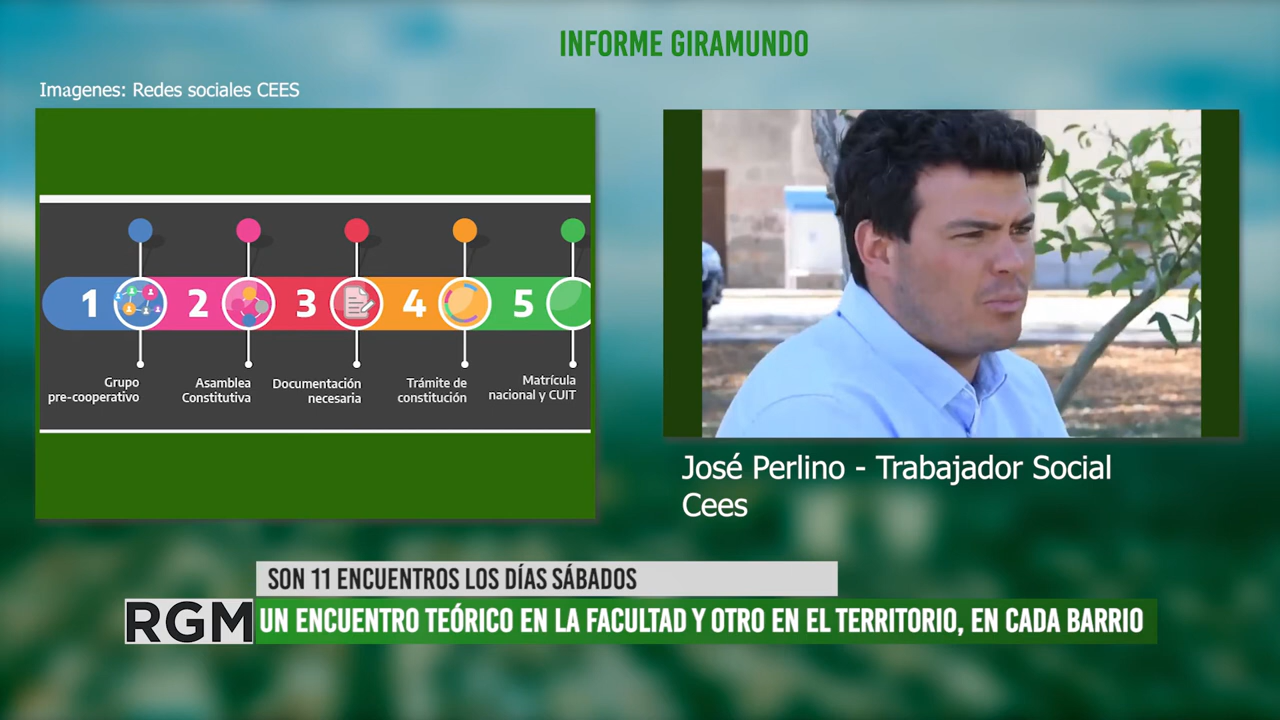 INFORME GIRAMUNDO
Imagenes: Redes sociales CEES
1 2 3 4 5
Grupo
pre-cooperativo
Asamblea
Constitutiva
Documentación
necesaria
Trámite de
constitución
Matrícula
nacional y CUIT
José Perlino - Trabajador Social
Cees
SON 11 ENCUENTROS LOS DÍAS SÁBADOS
RGM
UN ENCUENTRO TEÓRICO EN LA FACULTAD Y OTRO EN EL TERRITORIO, EN CADA BARRIO